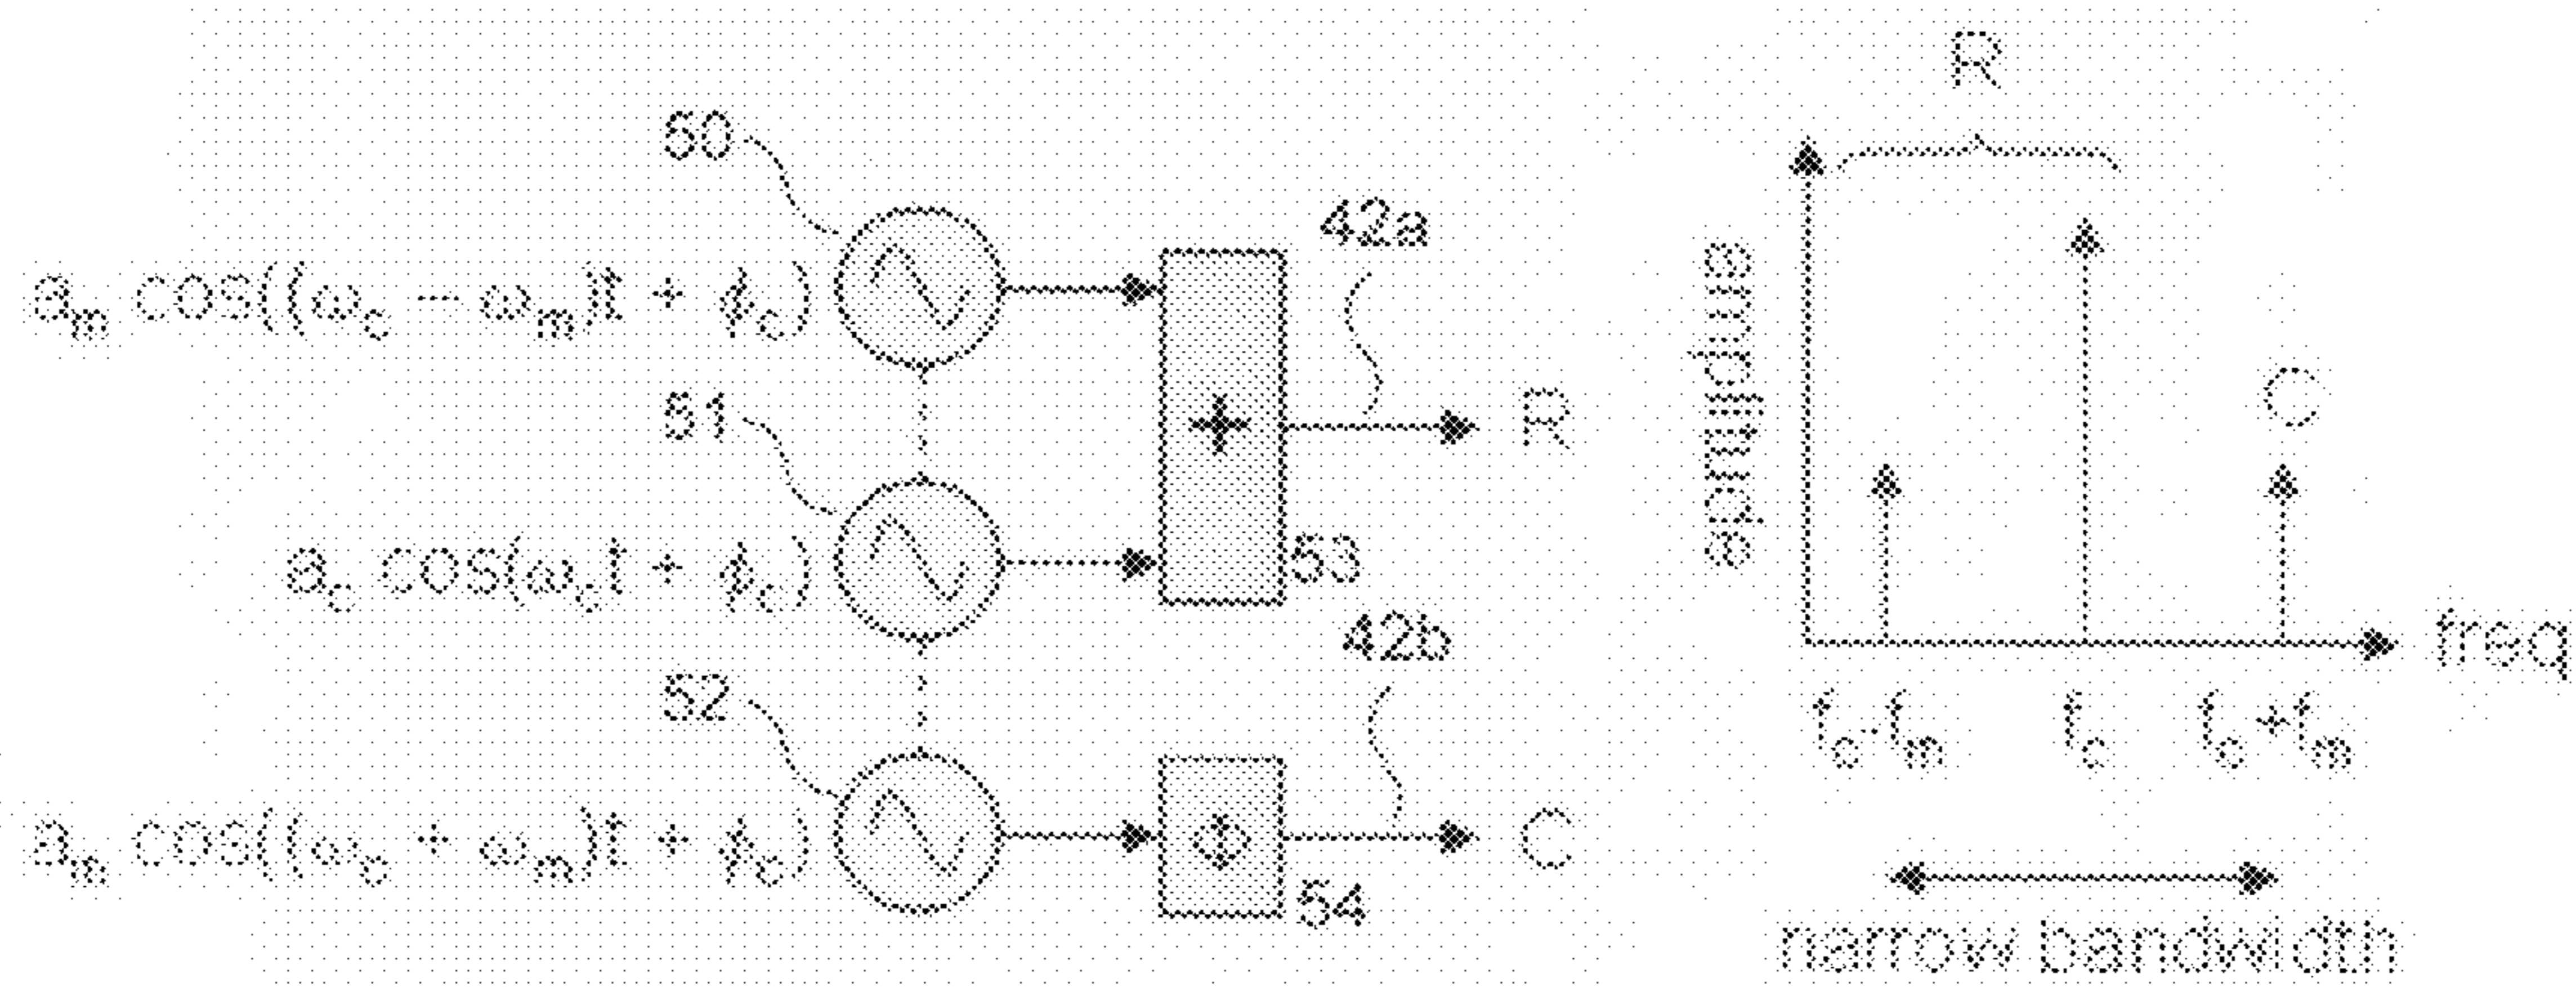 50
a_m cos((ω_c − ω_m)t + ϕ_c)
42a
51
+
R
a_c cos(ω_c t + ϕ_c)
53
42b
52
a_m cos((ω_c + ω_m)t + ϕ_c)
Φ
C
54
R
amplitude
C
freq
f_c-f_m
f_c
f_c+f_m
narrow bandwidth